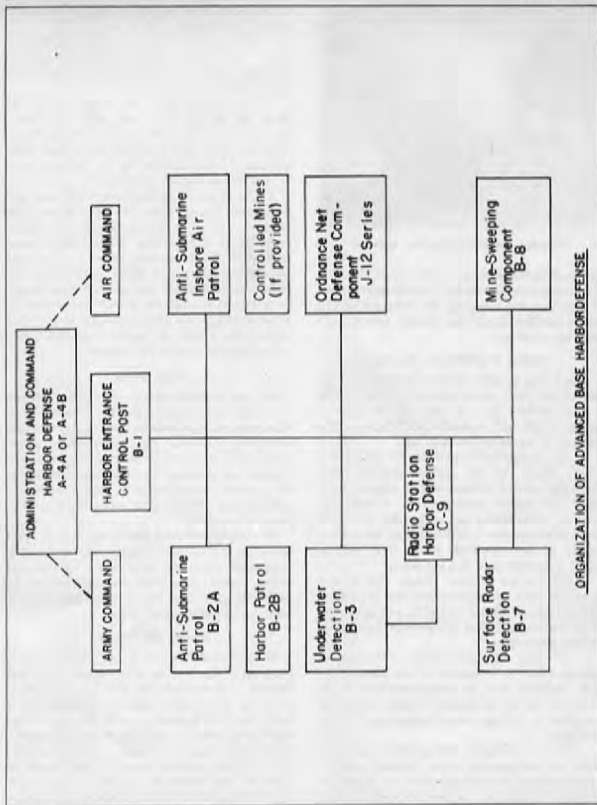 ADMINISTRATION AND COMMAND
HARBOR DEFENSE
A-4A OR A-4B
ARMY COMMAND
HARBOR ENTRANCE
CONTROL POST
B-1
AIR COMMAND
Anti-Submarine
Patrol
B-2A
Anti-Submarine
Inshore Air
Patrol
Harbor Patrol
B-2B
Controlled Mines
(If provided)
Underwater
Detection
B-3
Ordnance Net
Defense Com-
ponent
J-12 Series
Radio Station
Harbor Defense
C-9
Surface Radar
Detection
B-7
Mine-Sweeping
Component
B-8
ORGANIZATION OF ADVANCED BASE HARBOR DEFENSE